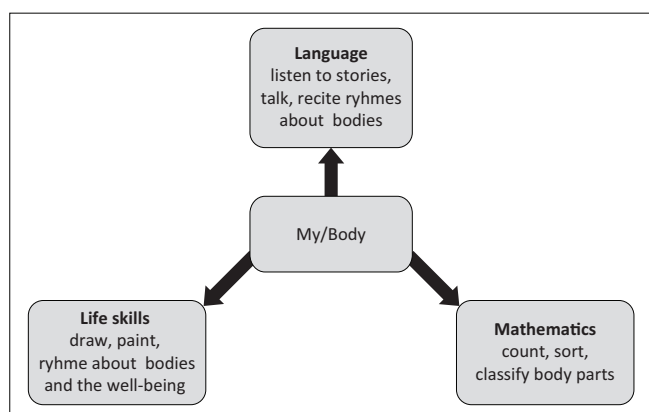 Language
listen to stories,
talk, recite ryhmes
about bodies
My/Body
Life skills
draw, paint,
ryhme about bodies
and the well-being
Mathematics
count, sort,
classify body parts